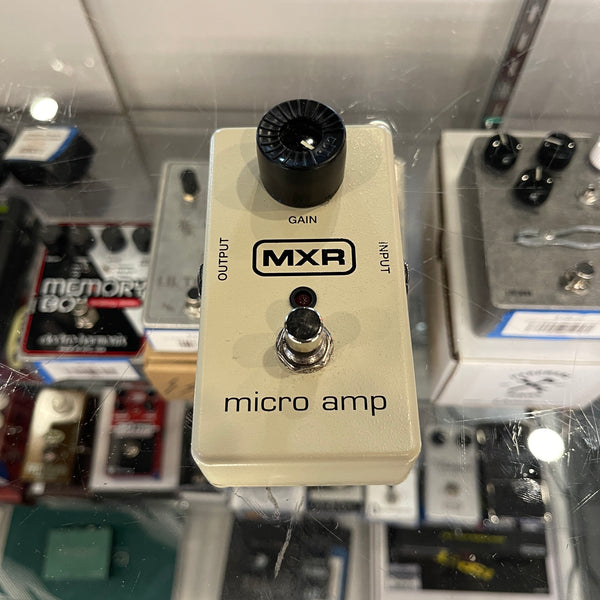 GAIN
OUTPUT
MXR
INPUT
micro amp
MEMORY